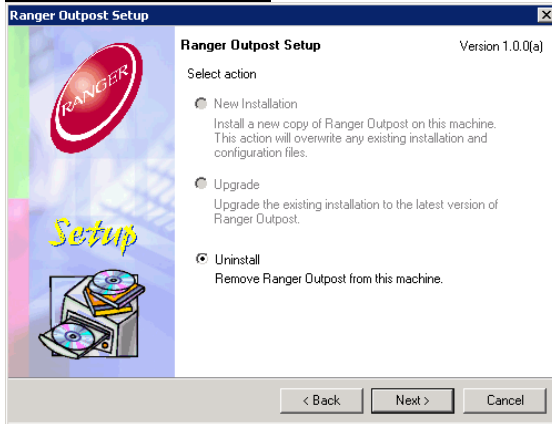 Ranger Outpost Setup
RANGER
Setup
Ranger Outpost Setup
Version 1.0.0(a)
Select action
New Installation
Install a new copy of Ranger Outpost on this machine.
This action will overwrite any existing installation and
configuration files.
Upgrade
Upgrade the existing installation to the latest version of
Ranger Outpost.
Uninstall
Remove Ranger Outpost from this machine.
< Back
Next >
Cancel